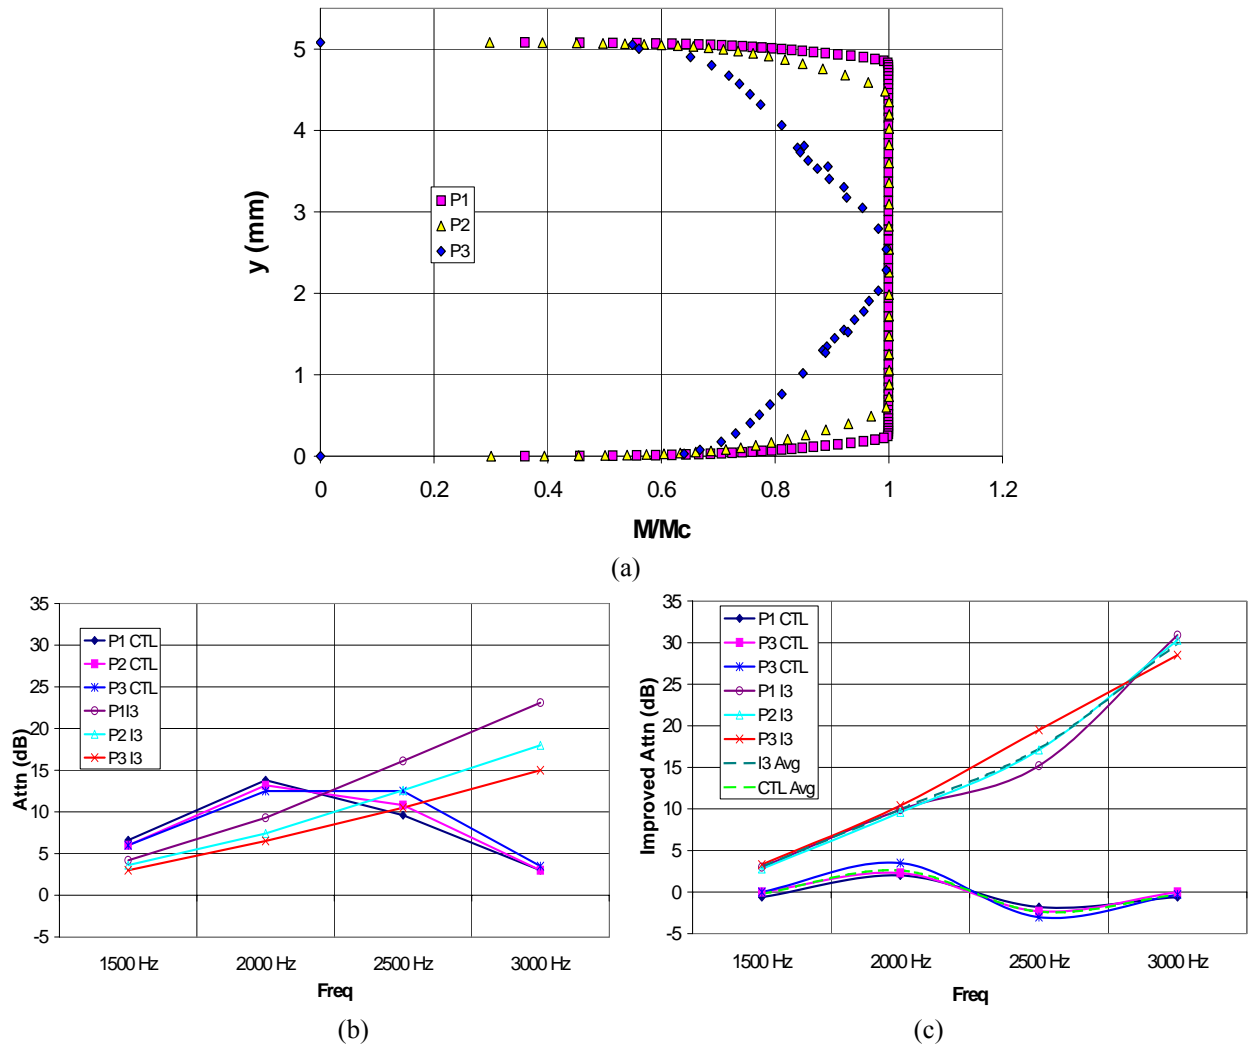 5
4
3
2
1
0
y (mm)
P1
P2
P3
0 0.2 0.4 0.6 0.8 1 1.2
M/Mc
(a)
35
30
25
20
15
10
5
0
-5
Attn (dB)
P1 CTL
P2 CTL
P3 CTL
P1I3
P2 I3
P3 I3
1500 Hz 2000 Hz 2500 Hz 3000 Hz
Freq
(b)
35
30
25
20
15
10
5
0
-5
Improved Attn (dB)
P1 CTL
P3 CTL
P3 CTL
P1 I3
P2 I3
P3 I3
I3 Avg
CTL Avg
1500 Hz 2000 Hz 2500 Hz 3000 Hz
Freq
(c)